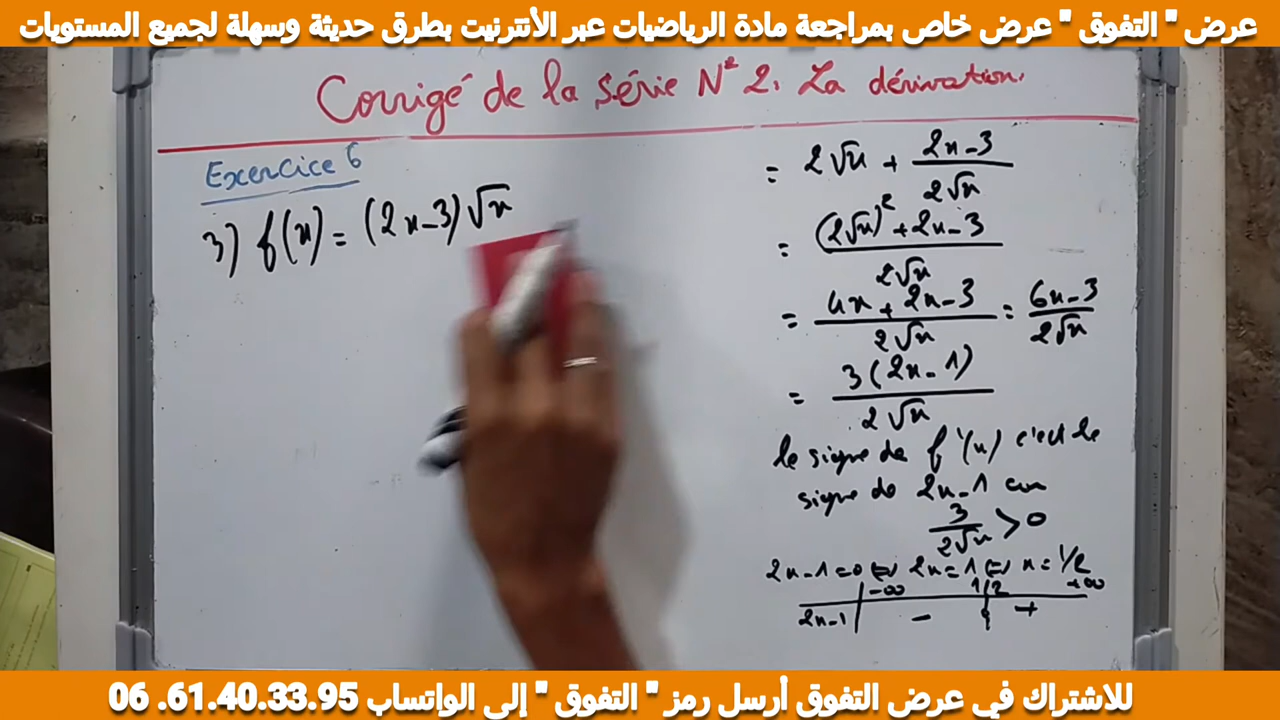 عرض " التفوق " عرض خاص بمراجعة مادة الرياضيات عبر الأنترنيت بطرق حديثة وسهلة لجميع المستويات
Corrigé de la série N° 2. La dérivation.
Exercice 6
3) f(x) = (2x-3)√x
= 2√x + (2x-3)/(2√x)
= ((2√x)² + 2x-3)/(2√x)
= (4x + 2x-3)/(2√x) = (6x-3)/(2√x)
= 3(2x-1)/(2√x)
le signe de f'(x) c'est le
signe de 2x-1 car
3/(2√x) > 0
2x-1=0 ⇔ 2x=1 ⇔ x=1/2
-∞ 1/2 +∞
2x-1 - 0 +
للاشتراك في عرض التفوق أرسل رمز " التفوق " إلى الواتساب 06.61.40.33.95